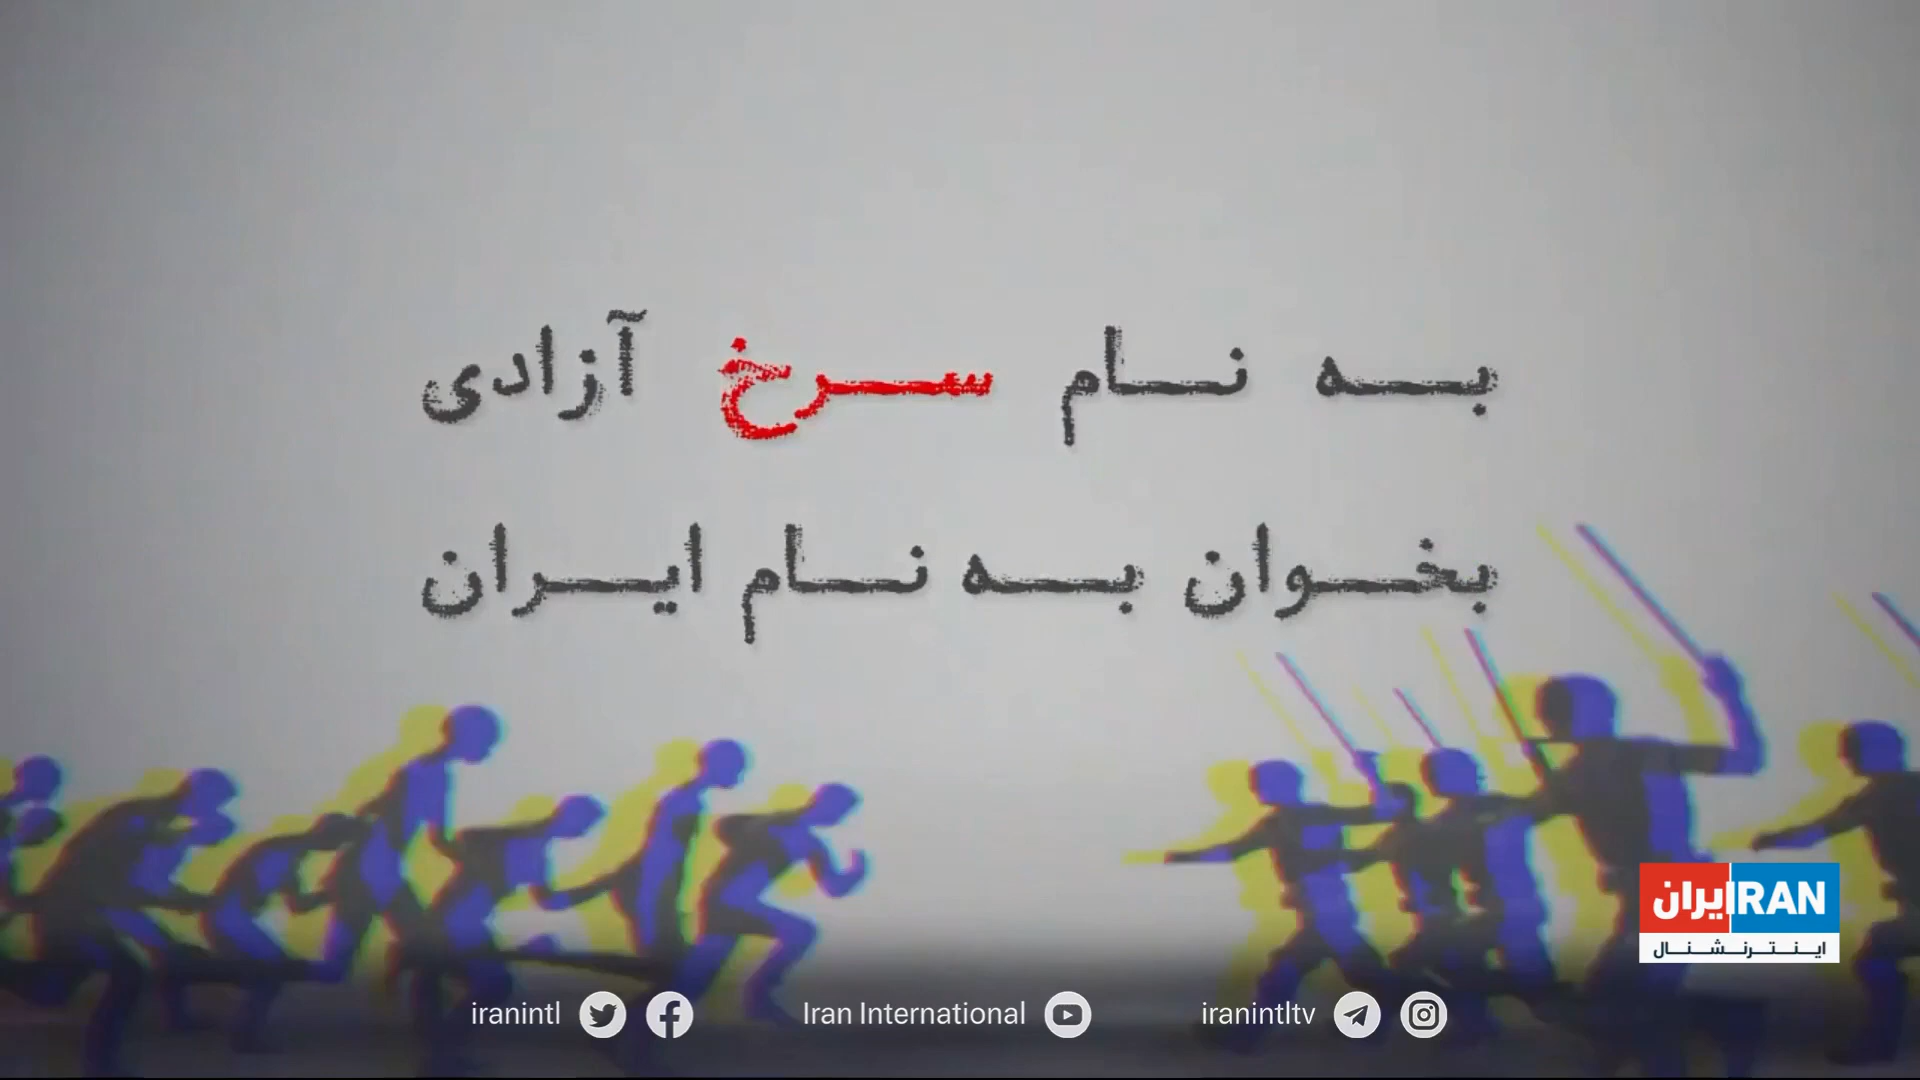 به نام سرخ آزادی
بخوان به نام ایران
ایران IRAN
اینترنشنال
iranintl
Iran International
iranintltv